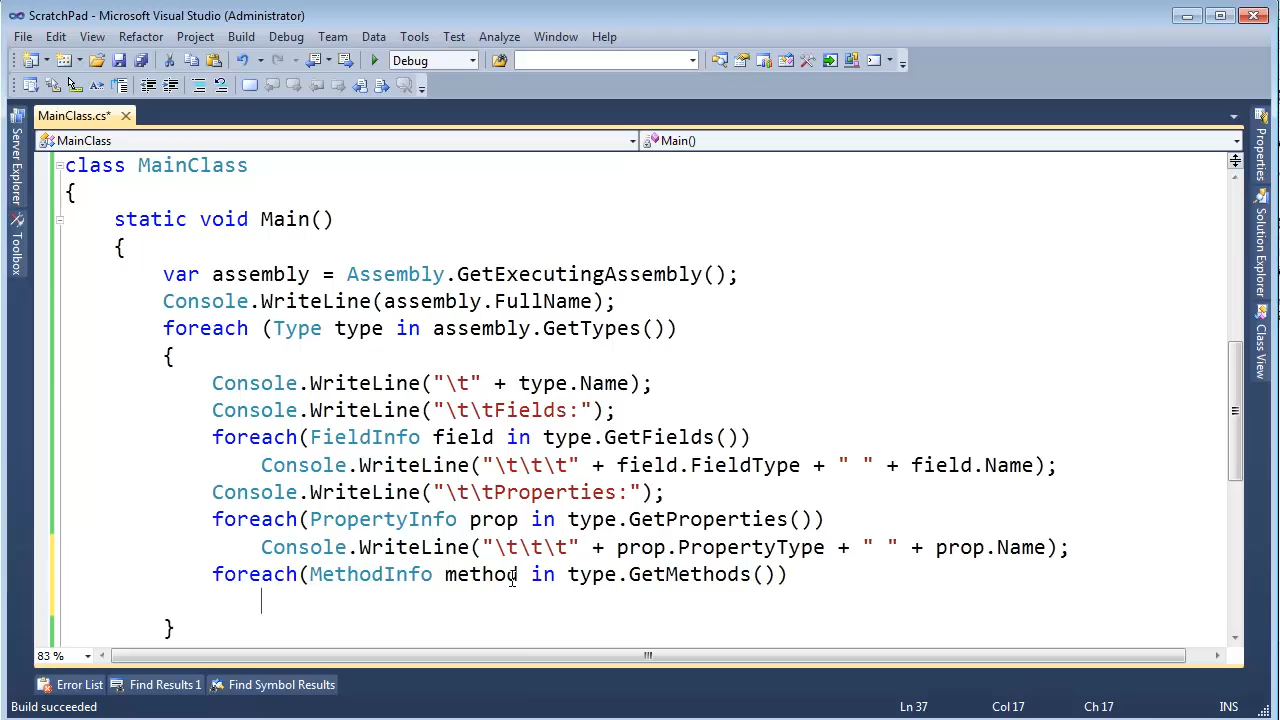 ScratchPad - Microsoft Visual Studio (Administrator)
File Edit View Refactor Project Build Debug Team Data Tools Test Analyze Window Help
Debug
MainClass.cs*
MainClass Main()
Server Explorer
Toolbox
class MainClass
{
static void Main()
{
var assembly = Assembly.GetExecutingAssembly();
Console.WriteLine(assembly.FullName);
foreach (Type type in assembly.GetTypes())
{
Console.WriteLine("\t" + type.Name);
Console.WriteLine("\t\tFields:");
foreach(FieldInfo field in type.GetFields())
Console.WriteLine("\t\t\t" + field.FieldType + " " + field.Name);
Console.WriteLine("\t\tProperties:");
foreach(PropertyInfo prop in type.GetProperties())
Console.WriteLine("\t\t\t" + prop.PropertyType + " " + prop.Name);
foreach(MethodInfo method in type.GetMethods())
}
Properties
Solution Explorer
Class View
83 %
Error List Find Results 1 Find Symbol Results
Build succeeded Ln 37 Col 17 Ch 17 INS